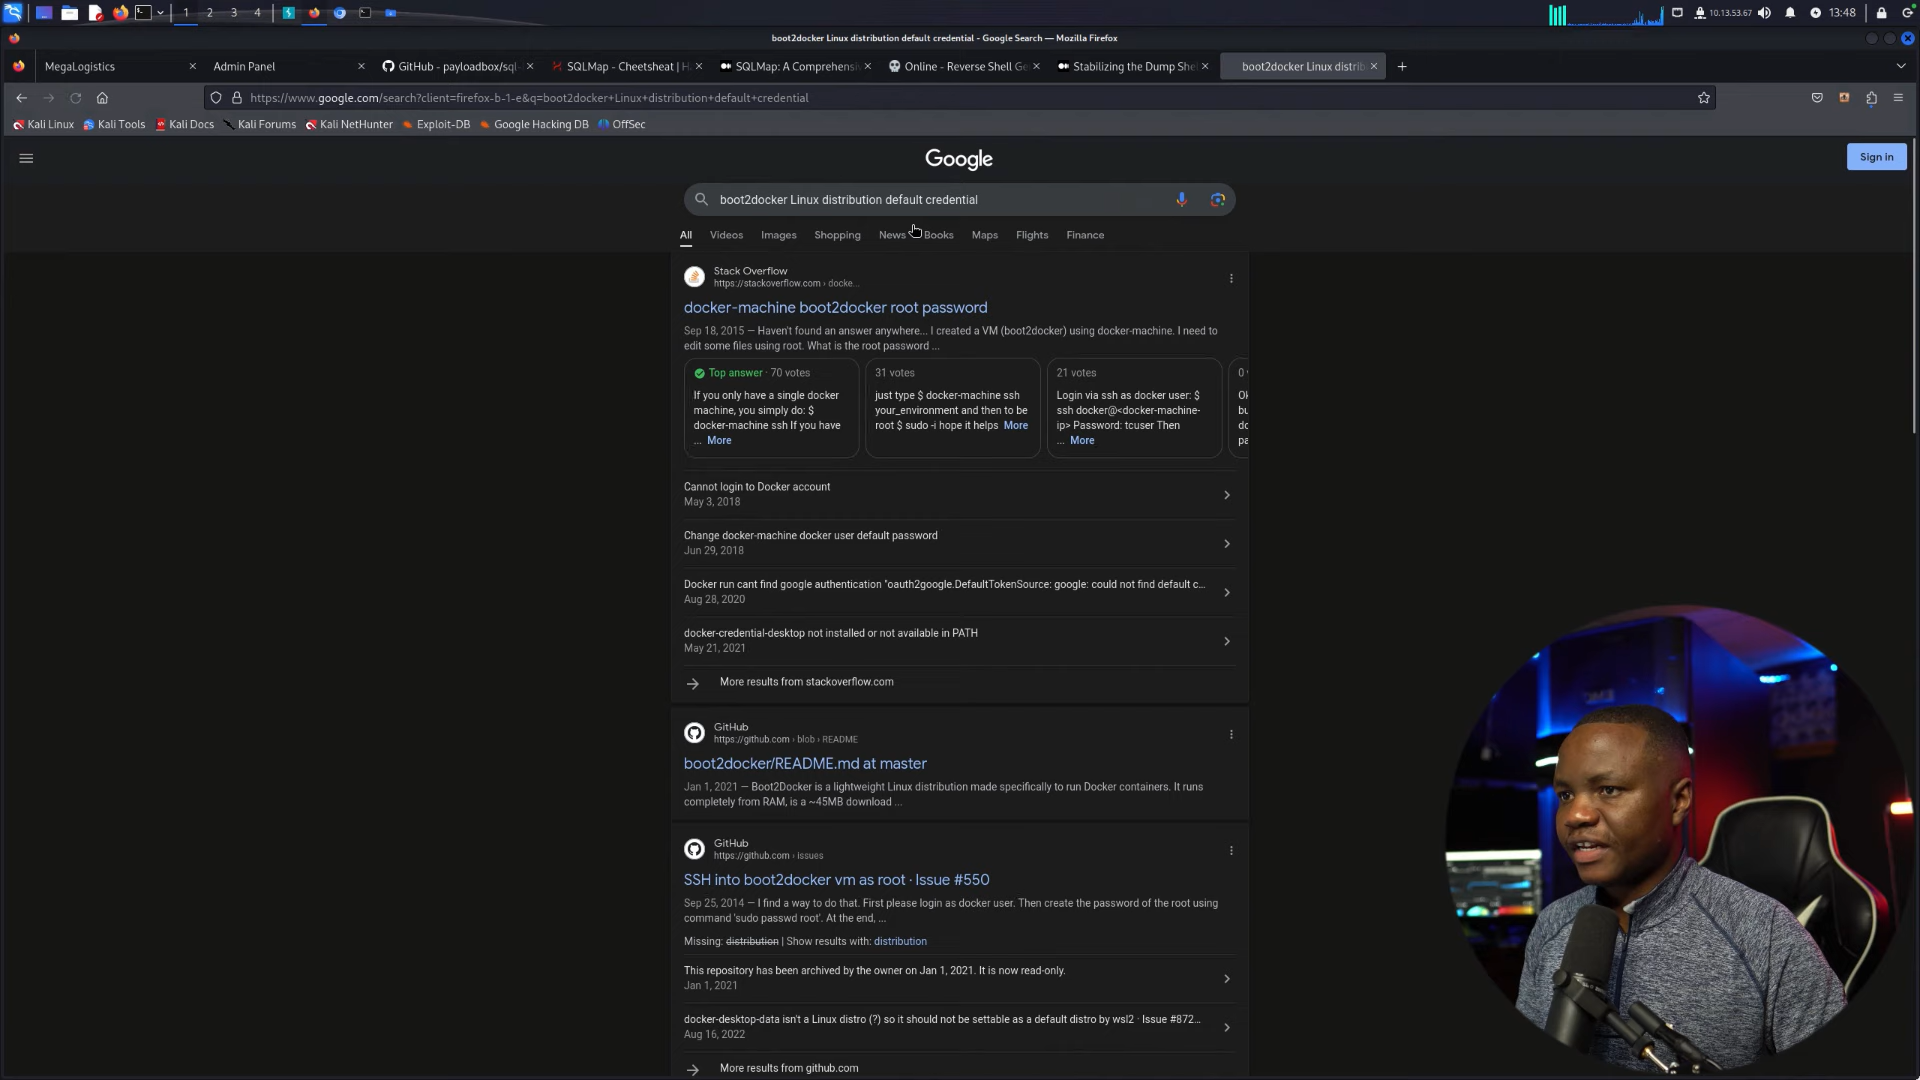 1 2 3 4
10.13.53.67
13:48
boot2docker Linux distribution default credential - Google Search — Mozilla Firefox
MegaLogistics
Admin Panel
GitHub - payloadbox/sql-
SQLMap - Cheetsheat | H
SQLMap: A Comprehensiv
Online - Reverse Shell Ge
Stabilizing the Dump She
boot2docker Linux distrib
https://www.google.com/search?client=firefox-b-1-e&q=boot2docker+Linux+distribution+default+credential
Kali Linux Kali Tools Kali Docs Kali Forums Kali NetHunter Exploit-DB Google Hacking DB OffSec
Google
Sign in
boot2docker Linux distribution default credential
All Videos Images Shopping News Books Maps Flights Finance
Stack Overflow
https://stackoverflow.com › docke...
docker-machine boot2docker root password
Sep 18, 2015 — Haven't found an answer anywhere... I created a VM (boot2docker) using docker-machine. I need to
edit some files using root. What is the root password ...
Top answer · 70 votes
If you only have a single docker
machine, you simply do: $
docker-machine ssh If you have
... More
31 votes
just type $ docker-machine ssh
your_environment and then to be
root $ sudo -i hope it helps More
21 votes
Login via ssh as docker user: $
ssh docker@<docker-machine-
ip> Password: tcuser Then
... More
Cannot login to Docker account
May 3, 2018
Change docker-machine docker user default password
Jun 29, 2018
Docker run cant find google authentication "oauth2google.DefaultTokenSource: google: could not find default c...
Aug 28, 2020
docker-credential-desktop not installed or not available in PATH
May 21, 2021
More results from stackoverflow.com
GitHub
https://github.com › blob › README
boot2docker/README.md at master
Jan 1, 2021 — Boot2Docker is a lightweight Linux distribution made specifically to run Docker containers. It runs
completely from RAM, is a ~45MB download ...
GitHub
https://github.com › issues
SSH into boot2docker vm as root · Issue #550
Sep 25, 2014 — I find a way to do that. First please login as docker user. Then create the password of the root using
command 'sudo passwd root'. At the end, ...
Missing: distribution | Show results with: distribution
This repository has been archived by the owner on Jan 1, 2021. It is now read-only.
Jan 1, 2021
docker-desktop-data isn't a Linux distro (?) so it should not be settable as a default distro by wsl2 · Issue #872...
Aug 16, 2022
More results from github.com